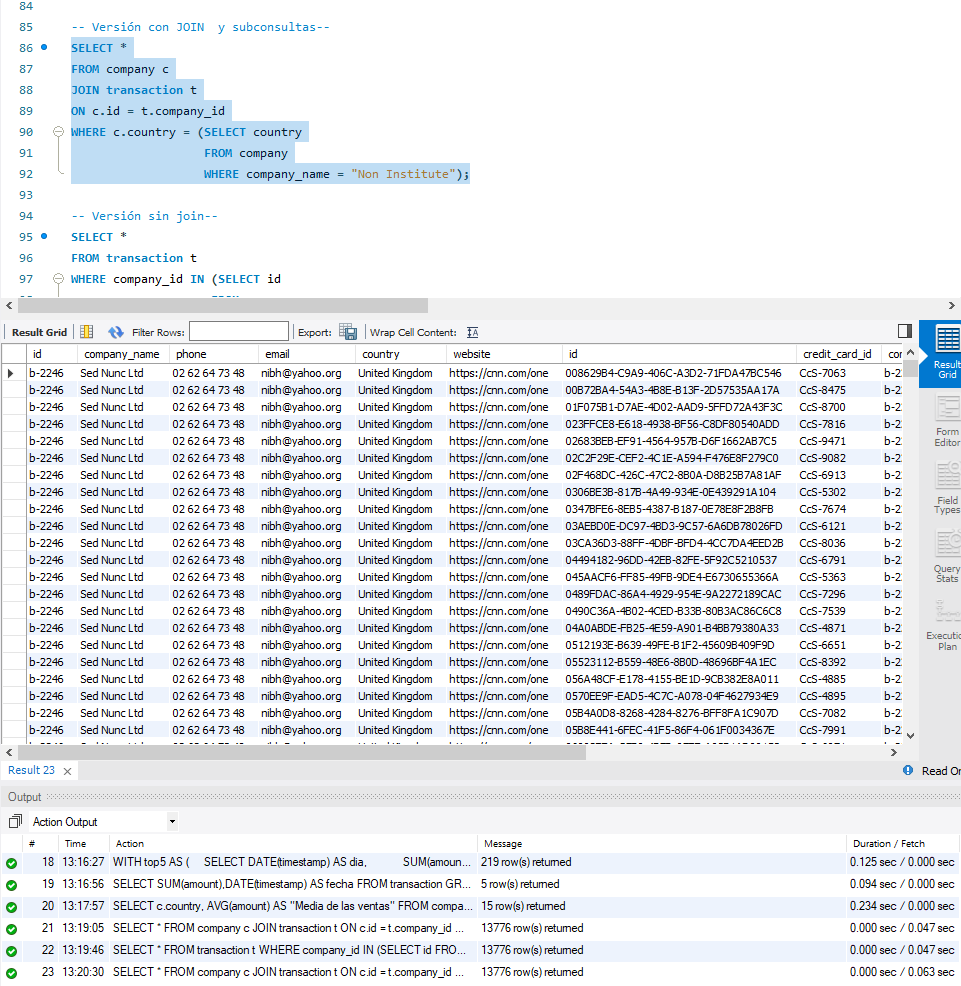 84
85 -- Versión con JOIN  y subconsultas--
86 SELECT *
87 FROM company c
88 JOIN transaction t
89 ON c.id = t.company_id
90 WHERE c.country = (SELECT country
91 FROM company
92 WHERE company_name = "Non Institute");
93
94 -- Versión sin join--
95 SELECT *
96 FROM transaction t
97 WHERE company_id IN (SELECT id
Result Grid Filter Rows: Export: Wrap Cell Content: IA
id company_name phone email country website id credit_card_id
b-2246 Sed Nunc Ltd 02 62 64 73 48 nibh@yahoo.org United Kingdom https://cnn.com/one 008629B4-C9A9-406C-A3D2-71FDA47BC546 CcS-7063
b-2246 Sed Nunc Ltd 02 62 64 73 48 nibh@yahoo.org United Kingdom https://cnn.com/one 00B72BA4-54A3-4B8E-B13F-2D57535AA17A CcS-8475
b-2246 Sed Nunc Ltd 02 62 64 73 48 nibh@yahoo.org United Kingdom https://cnn.com/one 01F075B1-D7AE-4D02-AAD9-5FFD72A43F3C CcS-8700
b-2246 Sed Nunc Ltd 02 62 64 73 48 nibh@yahoo.org United Kingdom https://cnn.com/one 023FFCE8-E618-4938-BF56-C8DF80540ADD CcS-7816
b-2246 Sed Nunc Ltd 02 62 64 73 48 nibh@yahoo.org United Kingdom https://cnn.com/one 02683BEB-EF91-4564-957B-D6F1662AB7C5 CcS-9471
b-2246 Sed Nunc Ltd 02 62 64 73 48 nibh@yahoo.org United Kingdom https://cnn.com/one 02C2F29E-CEF2-4C1E-A594-F476E8F279C0 CcS-9082
b-2246 Sed Nunc Ltd 02 62 64 73 48 nibh@yahoo.org United Kingdom https://cnn.com/one 02F468DC-426C-47C2-8B0A-D8B25B7A81AF CcS-6913
b-2246 Sed Nunc Ltd 02 62 64 73 48 nibh@yahoo.org United Kingdom https://cnn.com/one 0306BE3B-817B-4A49-934E-0E439291A104 CcS-5302
b-2246 Sed Nunc Ltd 02 62 64 73 48 nibh@yahoo.org United Kingdom https://cnn.com/one 0347BFE6-8EB5-4387-B187-0E78E8F2B8FB CcS-7674
b-2246 Sed Nunc Ltd 02 62 64 73 48 nibh@yahoo.org United Kingdom https://cnn.com/one 03AEBD0E-DC97-4BD3-9C57-6A6DB78026FD CcS-6121
b-2246 Sed Nunc Ltd 02 62 64 73 48 nibh@yahoo.org United Kingdom https://cnn.com/one 03CA36D3-88FF-4DBF-BFD4-4CC7DA4EED2B CcS-8036
b-2246 Sed Nunc Ltd 02 62 64 73 48 nibh@yahoo.org United Kingdom https://cnn.com/one 04494182-96DD-42EB-82FE-5F92C5210537 CcS-6791
b-2246 Sed Nunc Ltd 02 62 64 73 48 nibh@yahoo.org United Kingdom https://cnn.com/one 045AACF6-FF85-49FB-9DE4-E6730655366A CcS-5363
b-2246 Sed Nunc Ltd 02 62 64 73 48 nibh@yahoo.org United Kingdom https://cnn.com/one 0489FDAC-86A4-4929-954E-9A2272189CAC CcS-7296
b-2246 Sed Nunc Ltd 02 62 64 73 48 nibh@yahoo.org United Kingdom https://cnn.com/one 0490C36A-4B02-4CED-B33B-80B3AC86C6C8 CcS-7539
b-2246 Sed Nunc Ltd 02 62 64 73 48 nibh@yahoo.org United Kingdom https://cnn.com/one 04A0ABDE-FB25-4E59-A901-B4BB79380A33 CcS-4871
b-2246 Sed Nunc Ltd 02 62 64 73 48 nibh@yahoo.org United Kingdom https://cnn.com/one 0512193E-B639-49FE-B1F2-45609B409F9D CcS-6651
b-2246 Sed Nunc Ltd 02 62 64 73 48 nibh@yahoo.org United Kingdom https://cnn.com/one 05523112-B559-48E6-8B0D-48696BF4A1EC CcS-8392
b-2246 Sed Nunc Ltd 02 62 64 73 48 nibh@yahoo.org United Kingdom https://cnn.com/one 056A48CF-E178-4155-BE1D-9CB382E8A011 CcS-4885
b-2246 Sed Nunc Ltd 02 62 64 73 48 nibh@yahoo.org United Kingdom https://cnn.com/one 0570EE9F-EAD5-4C7C-A078-04F4627934E9 CcS-4895
b-2246 Sed Nunc Ltd 02 62 64 73 48 nibh@yahoo.org United Kingdom https://cnn.com/one 05B4A0D8-8268-4284-8276-BFF8FA1C907D CcS-7082
b-2246 Sed Nunc Ltd 02 62 64 73 48 nibh@yahoo.org United Kingdom https://cnn.com/one 05B8E441-6FEC-41F5-86F4-061F0034367E CcS-7991
Result
Grid
Form
Editor
Field
Types
Query
Stats
Execution
Plan
Result 23 Read On
Output
Action Output
# Time Action Message Duration / Fetch
18 13:16:27 WITH top5 AS ( SELECT DATE(timestamp) AS dia, SUM(amoun... 219 row(s) returned 0.125 sec / 0.000 sec
19 13:16:56 SELECT SUM(amount),DATE(timestamp) AS fecha FROM transaction GR... 5 row(s) returned 0.094 sec / 0.000 sec
20 13:17:57 SELECT c.country, AVG(amount) AS "Media de las ventas" FROM compa... 15 row(s) returned 0.234 sec / 0.000 sec
21 13:19:05 SELECT * FROM company c JOIN transaction t ON c.id = t.company_id ... 13776 row(s) returned 0.000 sec / 0.047 sec
22 13:19:46 SELECT * FROM transaction t WHERE company_id IN (SELECT id FRO... 13776 row(s) returned 0.000 sec / 0.047 sec
23 13:20:30 SELECT * FROM company c JOIN transaction t ON c.id = t.company_id ... 13776 row(s) returned 0.000 sec / 0.063 sec